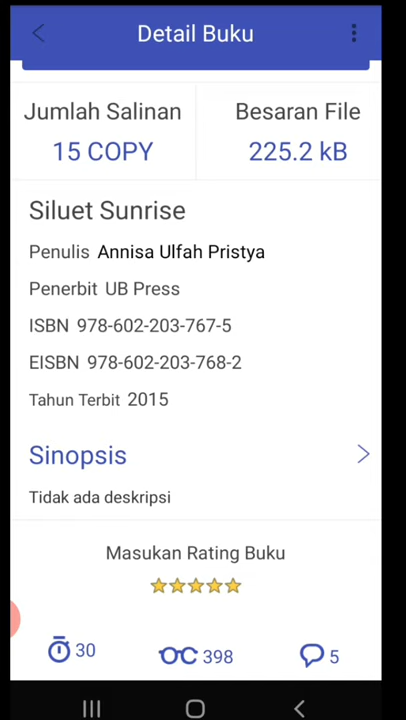 Detail Buku
Jumlah Salinan
15 COPY
Besaran File
225.2 kB
Siluet Sunrise
Penulis Annisa Ulfah Pristya
Penerbit UB Press
ISBN 978-602-203-767-5
EISBN 978-602-203-768-2
Tahun Terbit 2015
Sinopsis
Tidak ada deskripsi
Masukan Rating Buku
30
398
5